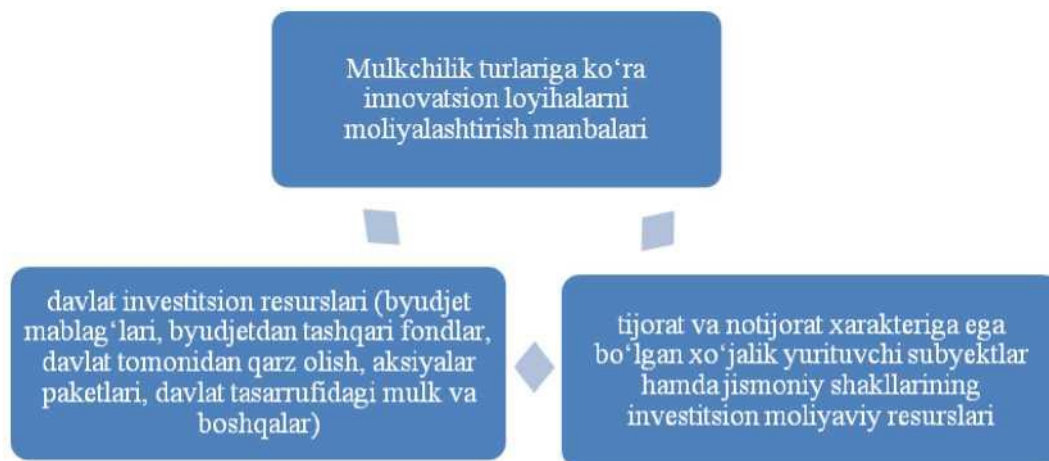 Mulkchilik turlariga ko‘ra
innovatsion loyihalarni
moliyalashtirish manbalari
davlat investitsion resurslari (byudjet
mablag‘lari, byudjetdan tashqari fondlar,
davlat tomonidan qarz olish, aksiyalar
paketlari, davlat tasarrufidagi mulk va
boshqalar)
tijorat va notijorat xarakteriga ega
bo‘lgan xo‘jalik yurituvchi subyektlar
hamda jismoniy shakllarining
investitsion moliyaviy resurslari